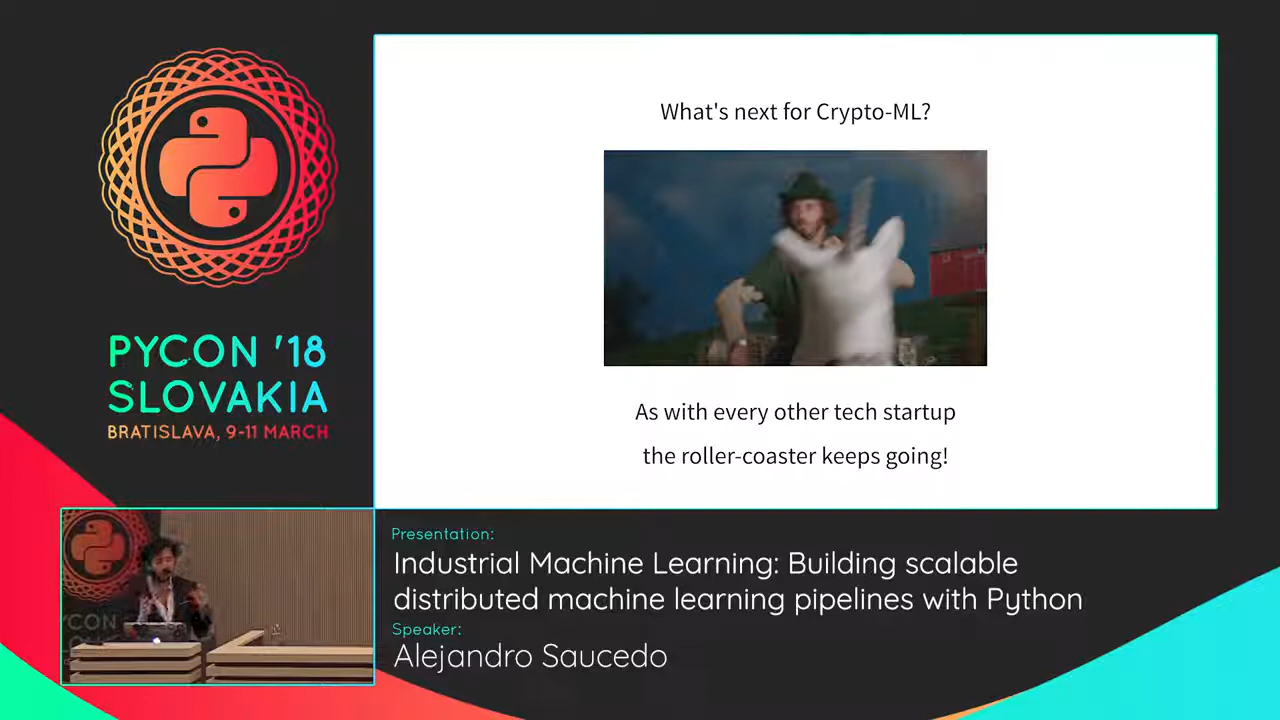 What's next for Crypto-ML?
As with every other tech startup
the roller-coaster keeps going!
PYCON '18
SLOVAKIA
BRATISLAVA, 9-11 MARCH
Presentation:
Industrial Machine Learning: Building scalable
distributed machine learning pipelines with Python
Speaker:
Alejandro Saucedo